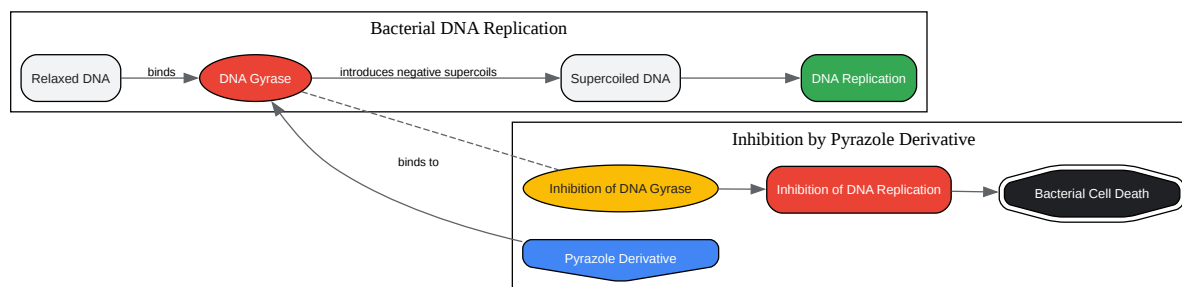 Bacterial DNA Replication
Relaxed DNA
binds
DNA Gyrase
introduces negative supercoils
Supercoiled DNA
DNA Replication
Inhibition by Pyrazole Derivative
binds to
Inhibition of DNA Gyrase
Inhibition of DNA Replication
Bacterial Cell Death
Pyrazole Derivative